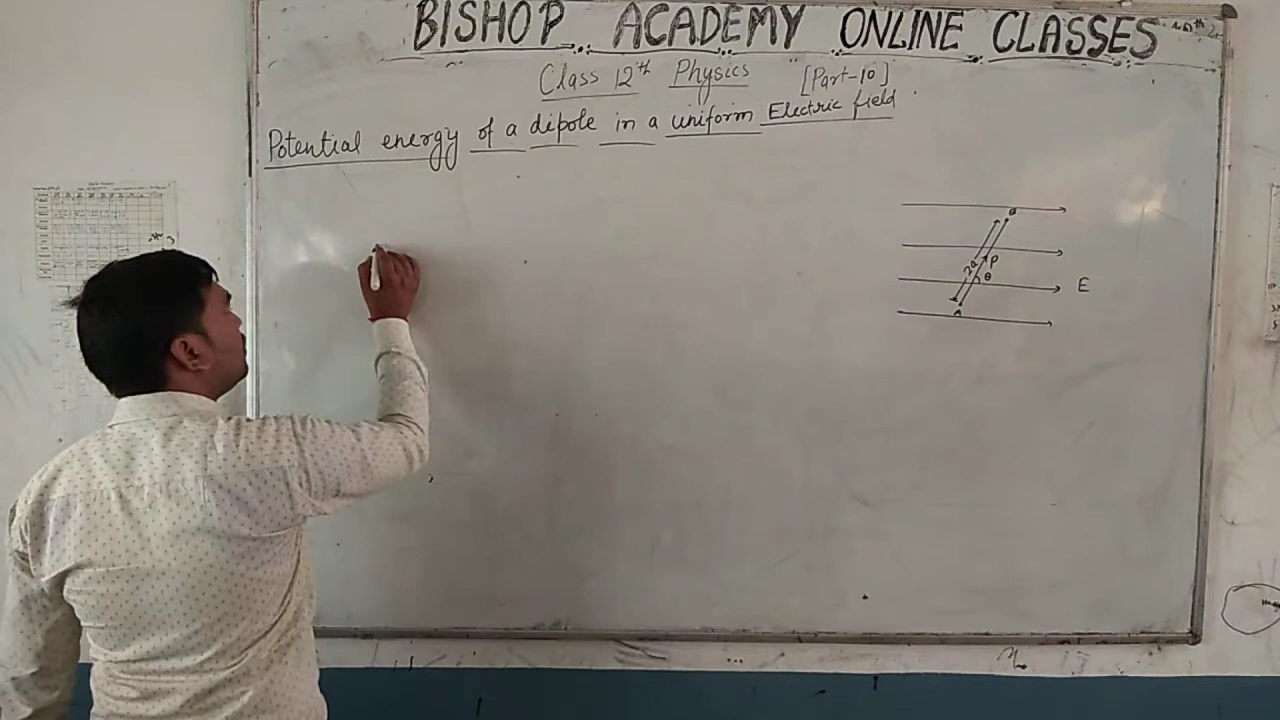 BISHOP ACADEMY ONLINE CLASSES
Class 12th Physics [Part-10]
Potential energy of a dipole in a uniform Electric field
2a
P
θ
E
A